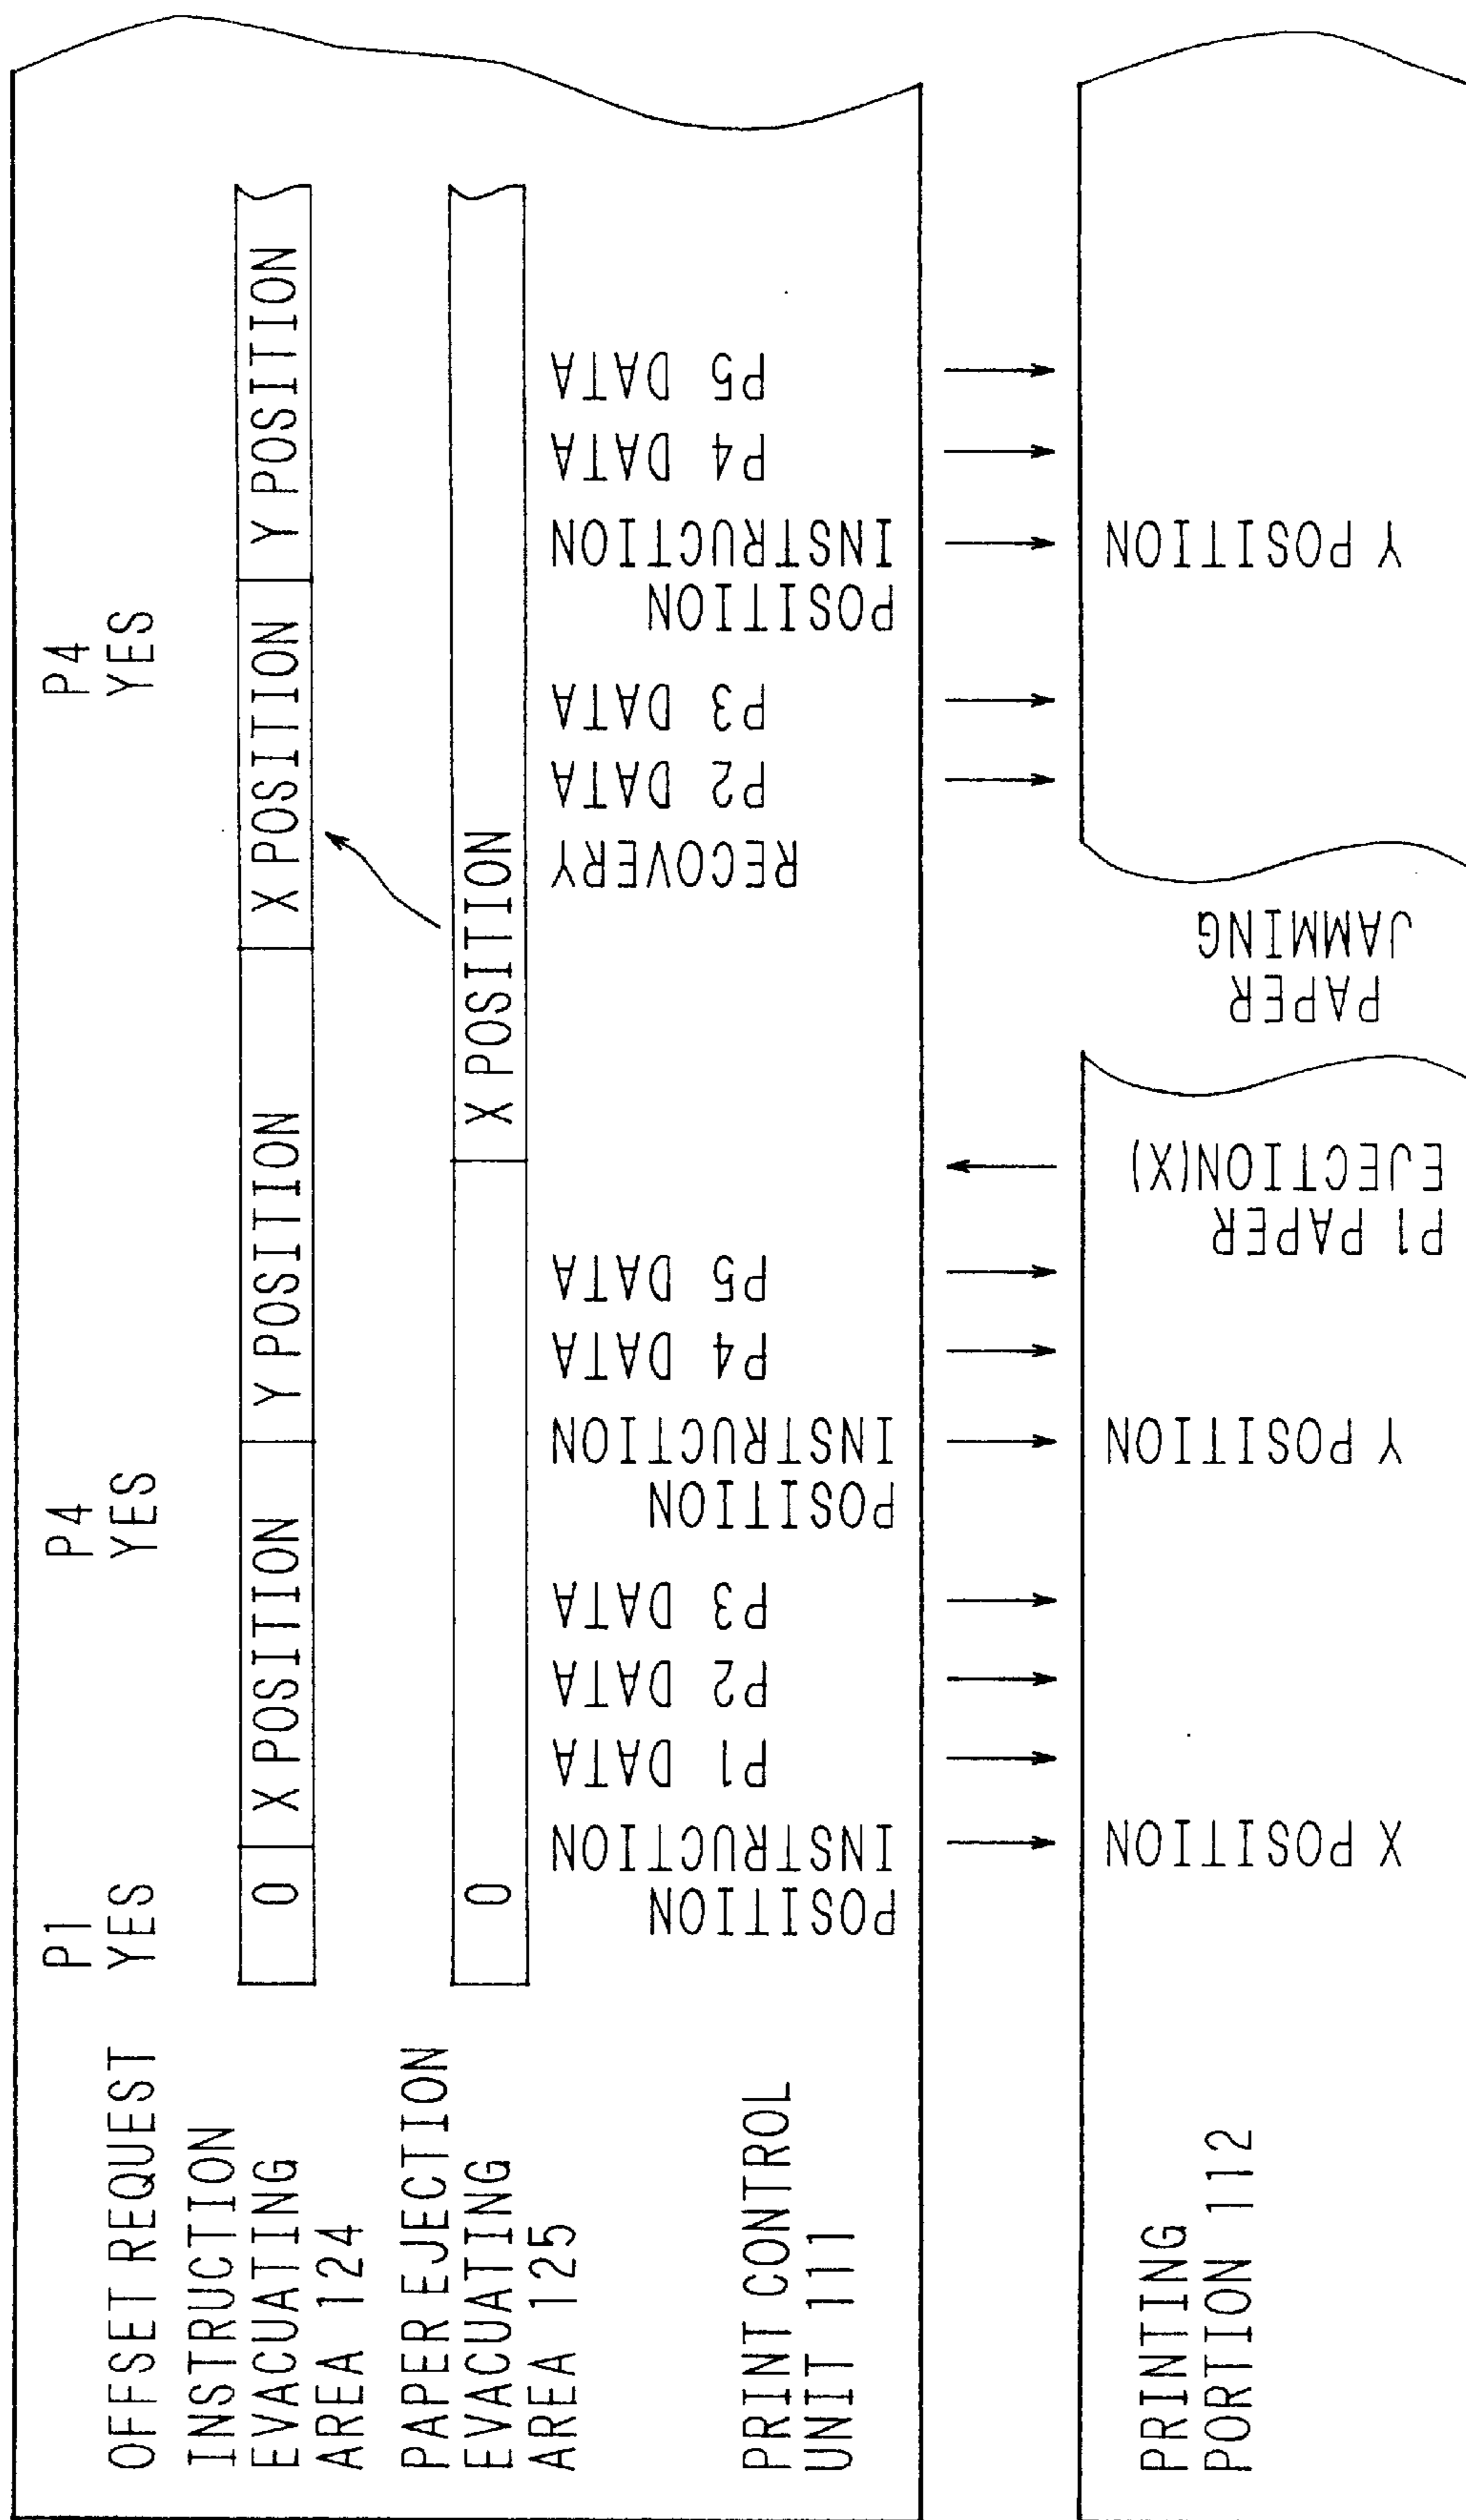 P1
P4
P4
OFFSET REQUEST YES
YES
YES
INSTRUCTION
EVACUATING
AREA 124
0
X POSITION
Y POSITION
X POSITION
Y POSITION
PAPER EJECTION
EVACUATING
AREA 125
0
X POSITION
PRINT CONTROL
UNIT 111
POSITION
INSTRUCTION
P1 DATA
P2 DATA
P3 DATA
POSITION
INSTRUCTION
P4 DATA
P5 DATA
RECOVERY
P2 DATA
P3 DATA
POSITION
INSTRUCTION
P4 DATA
P5 DATA
PRINTING
PORTION 112
X POSITION
Y POSITION
P1 PAPER
EJECTION(X)
PAPER
JAMMING
Y POSITION